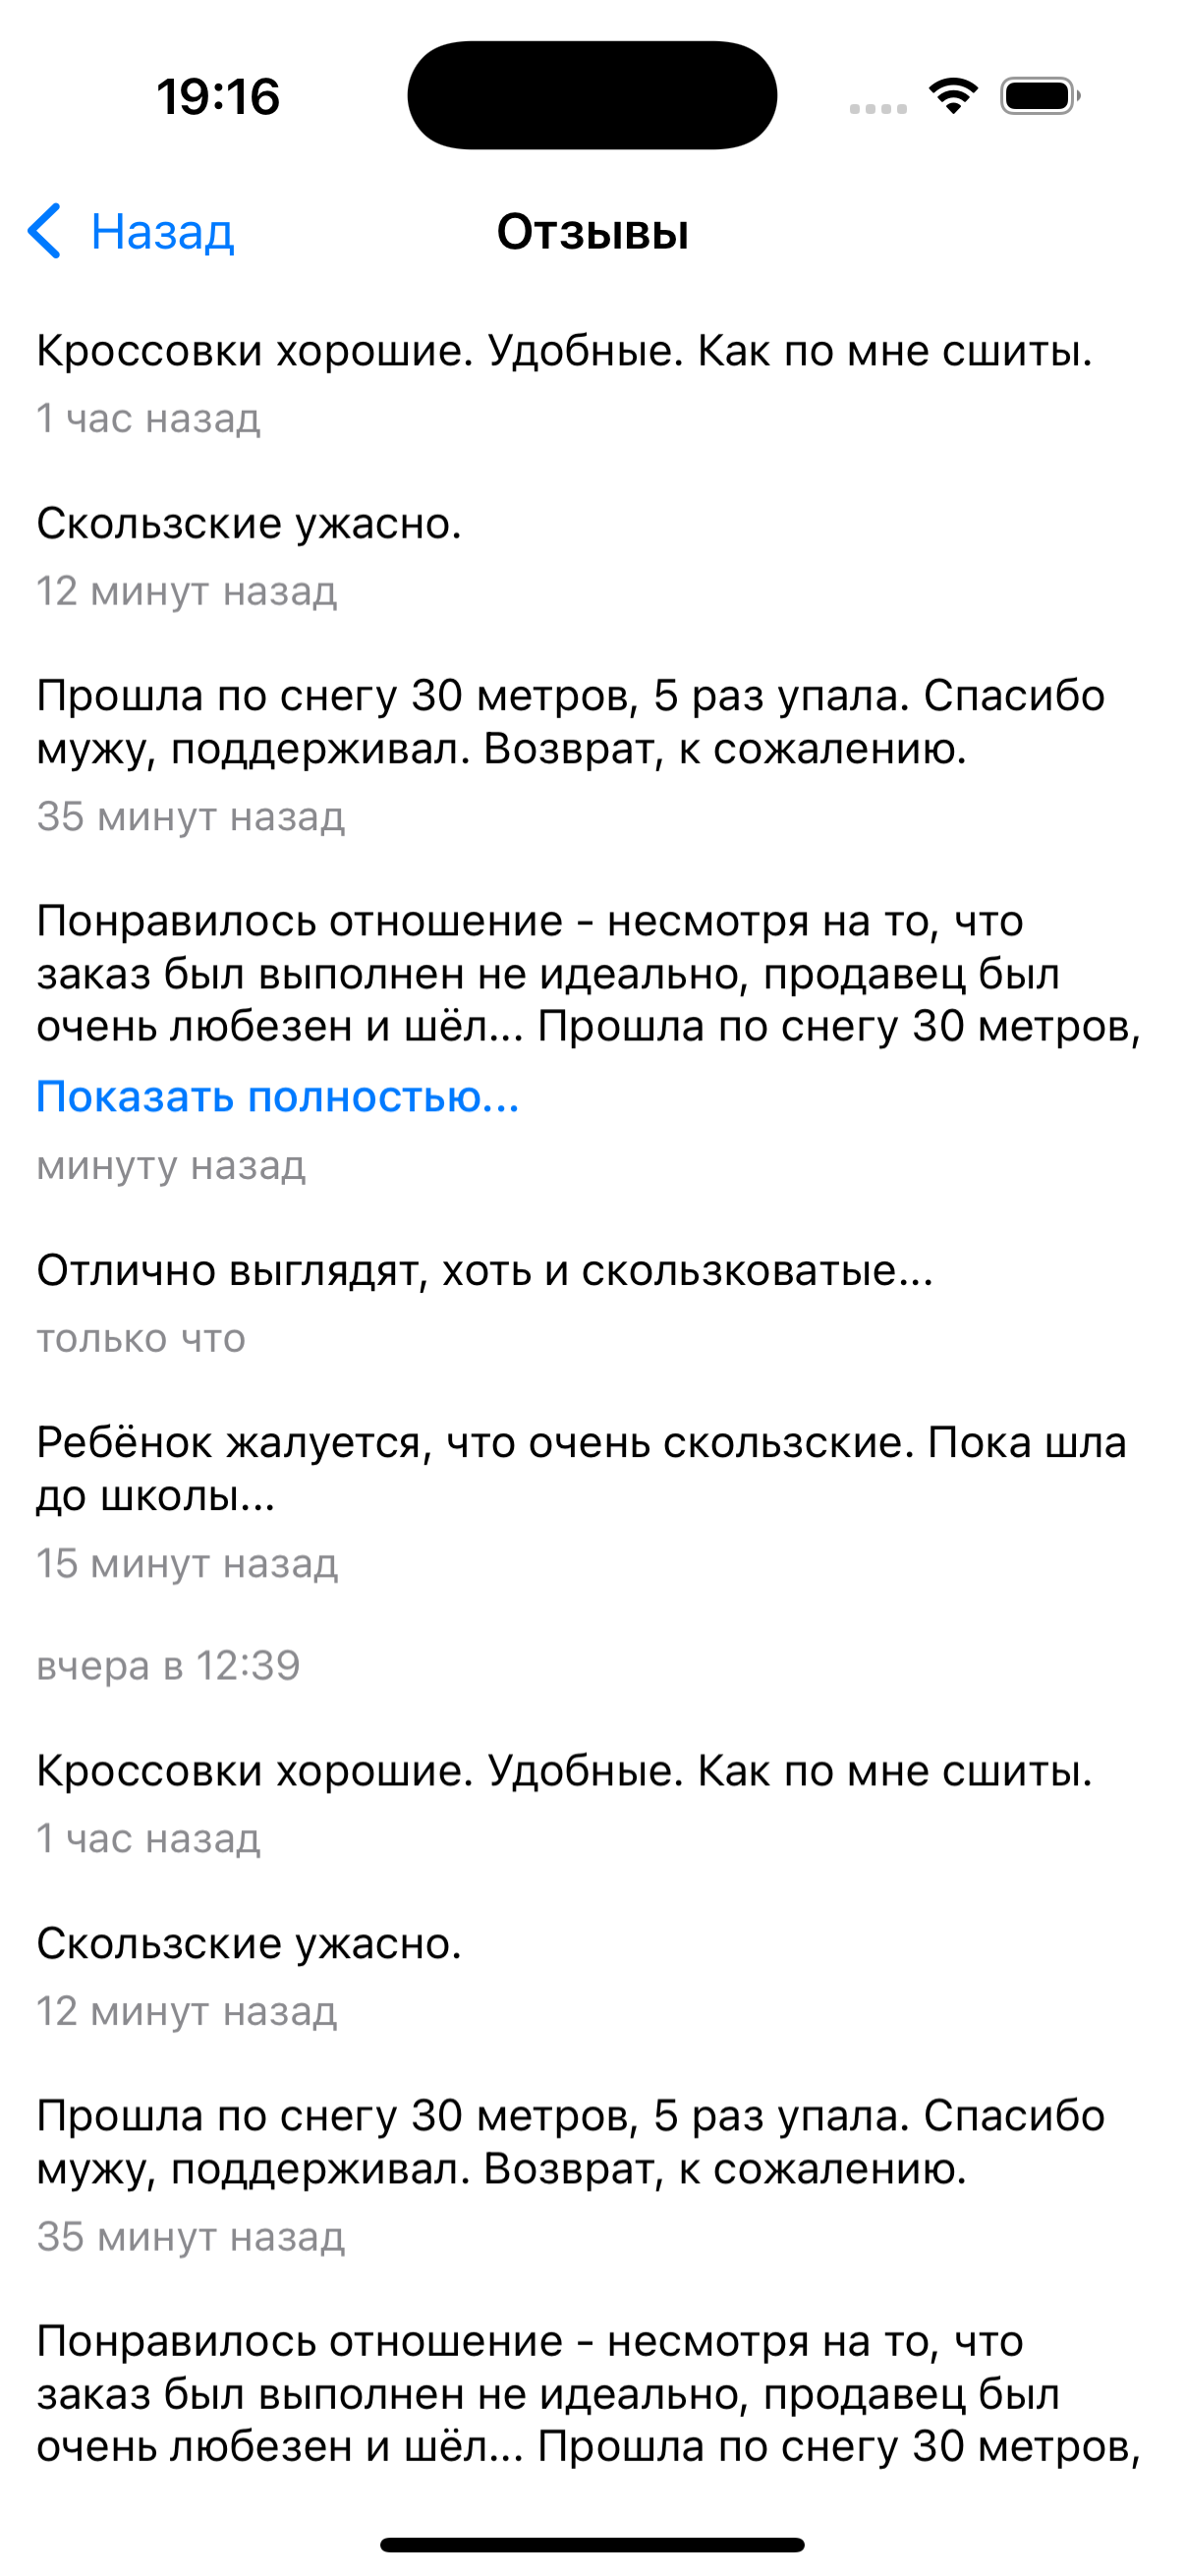 19:16
Назад
Отзывы
Кроссовки хорошие. Удобные. Как по мне сшиты.
1 час назад
Скользские ужасно.
12 минут назад
Прошла по снегу 30 метров, 5 раз упала. Спасибо
мужу, поддерживал. Возврат, к сожалению.
35 минут назад
Понравилось отношение - несмотря на то, что
заказ был выполнен не идеально, продавец был
очень любезен и шёл... Прошла по снегу 30 метров,
Показать полностью...
минуту назад
Отлично выглядят, хоть и скользковатые...
только что
Ребёнок жалуется, что очень скользские. Пока шла
до школы...
15 минут назад
вчера в 12:39
Кроссовки хорошие. Удобные. Как по мне сшиты.
1 час назад
Скользские ужасно.
12 минут назад
Прошла по снегу 30 метров, 5 раз упала. Спасибо
мужу, поддерживал. Возврат, к сожалению.
35 минут назад
Понравилось отношение - несмотря на то, что
заказ был выполнен не идеально, продавец был
очень любезен и шёл... Прошла по снегу 30 метров,